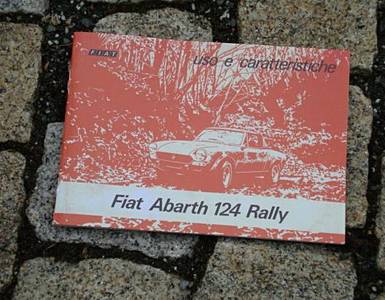 FIAT
uso e caratteristiche
Fiat Abarth 124 Rally